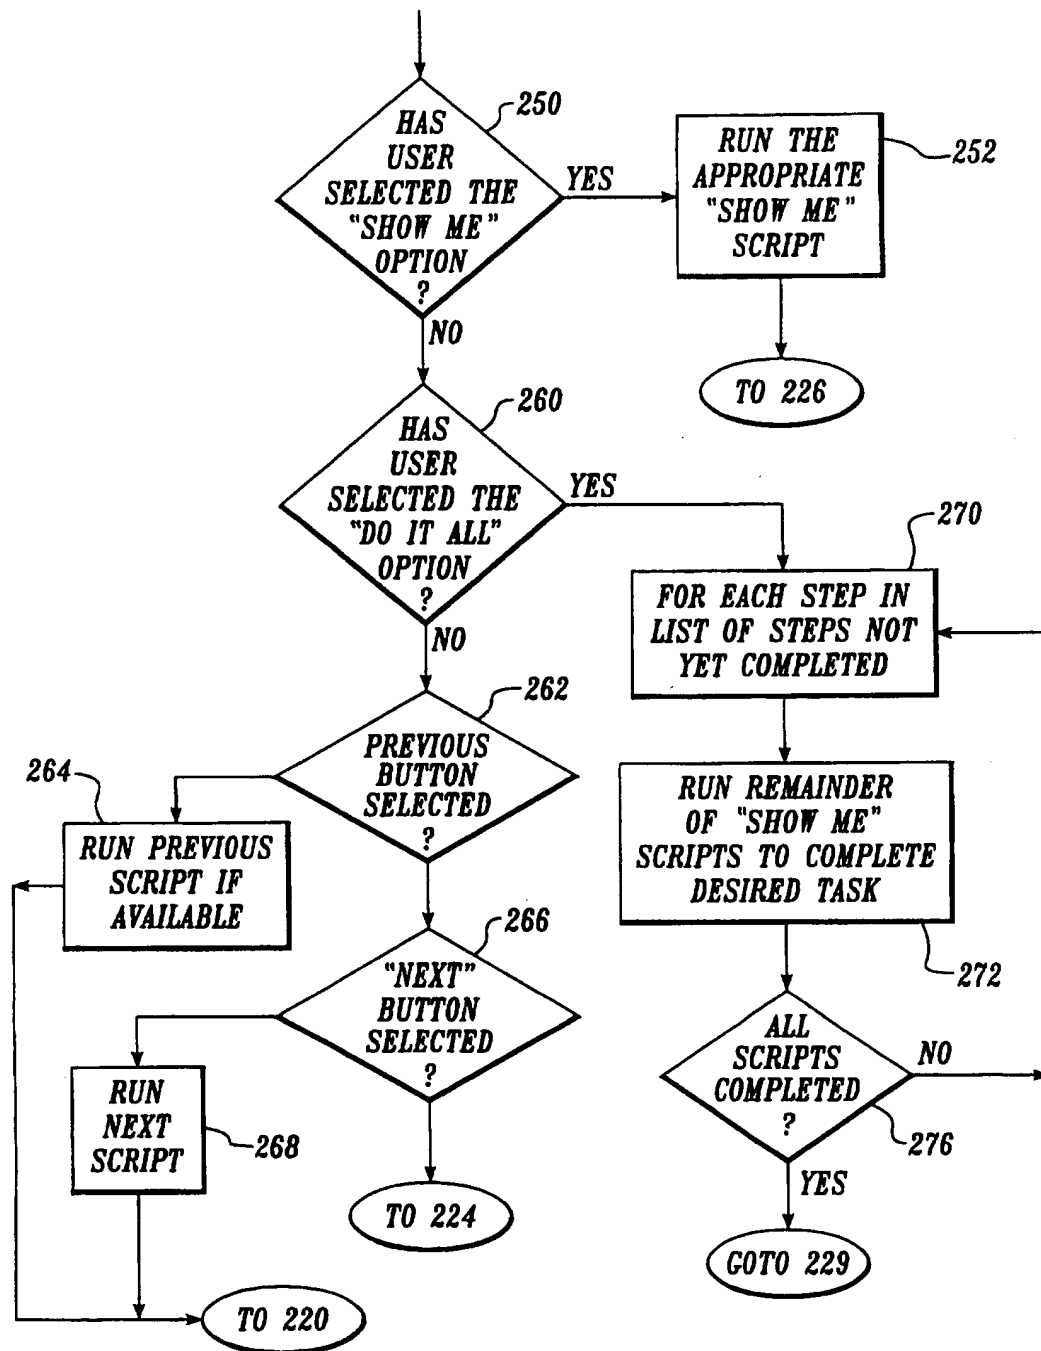 HAS
USER
SELECTED THE
"SHOW ME"
OPTION
?
250
YES
RUN THE
APPROPRIATE
"SHOW ME"
SCRIPT
252
TO 226
NO
HAS
USER
SELECTED THE
"DO IT ALL"
OPTION
?
260
YES
270
FOR EACH STEP IN
LIST OF STEPS NOT
YET COMPLETED
NO
262
PREVIOUS
BUTTON
SELECTED
?
264
RUN PREVIOUS
SCRIPT IF
AVAILABLE
RUN REMAINDER
OF "SHOW ME"
SCRIPTS TO COMPLETE
DESIRED TASK
272
266
"NEXT"
BUTTON
SELECTED
?
RUN
NEXT
SCRIPT
268
TO 224
ALL
SCRIPTS
COMPLETED
?
NO
276
YES
GOTO 229
TO 220